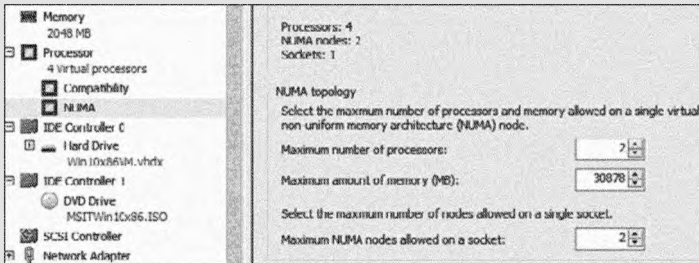 Memory
2048 MB
Processor
4 Virtual processors
Compatibility
NUMA
IDE Controller 0
Hard Drive
Win10x86VM.vhdx
IDE Controller 1
DVD Drive
MSITWin10x86.ISO
SCSI Controller
Network Adapter
Processors: 4
NUMA nodes: 2
Sockets: 1
NUMA topology
Select the maximum number of processors and memory allowed on a single virtual
non-uniform memory architecture (NUMA) node.
Maximum number of processors: 2
Maximum amount of memory (MB): 30878
Select the maximum number of nodes allowed on a single socket.
Maximum NUMA nodes allowed on a socket: 2